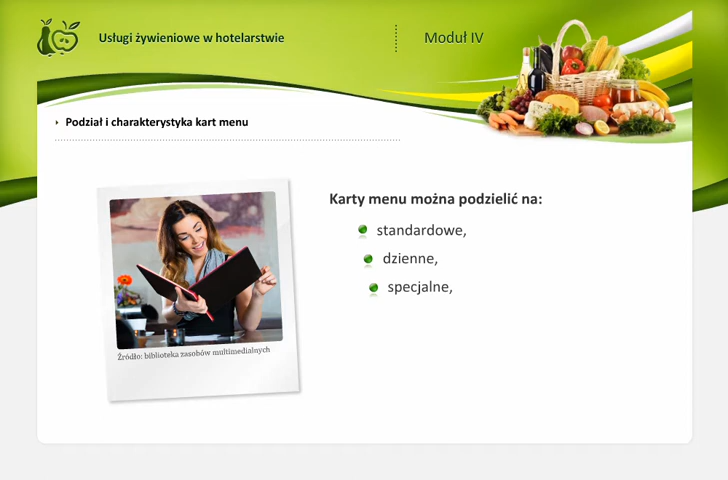 Usługi żywieniowe w hotelarstwie
Moduł IV
Podział i charakterystyka kart menu
Karty menu można podzielić na:
standardowe,
dzienne,
specjalne,
Źródło: biblioteka zasobów multimedialnych